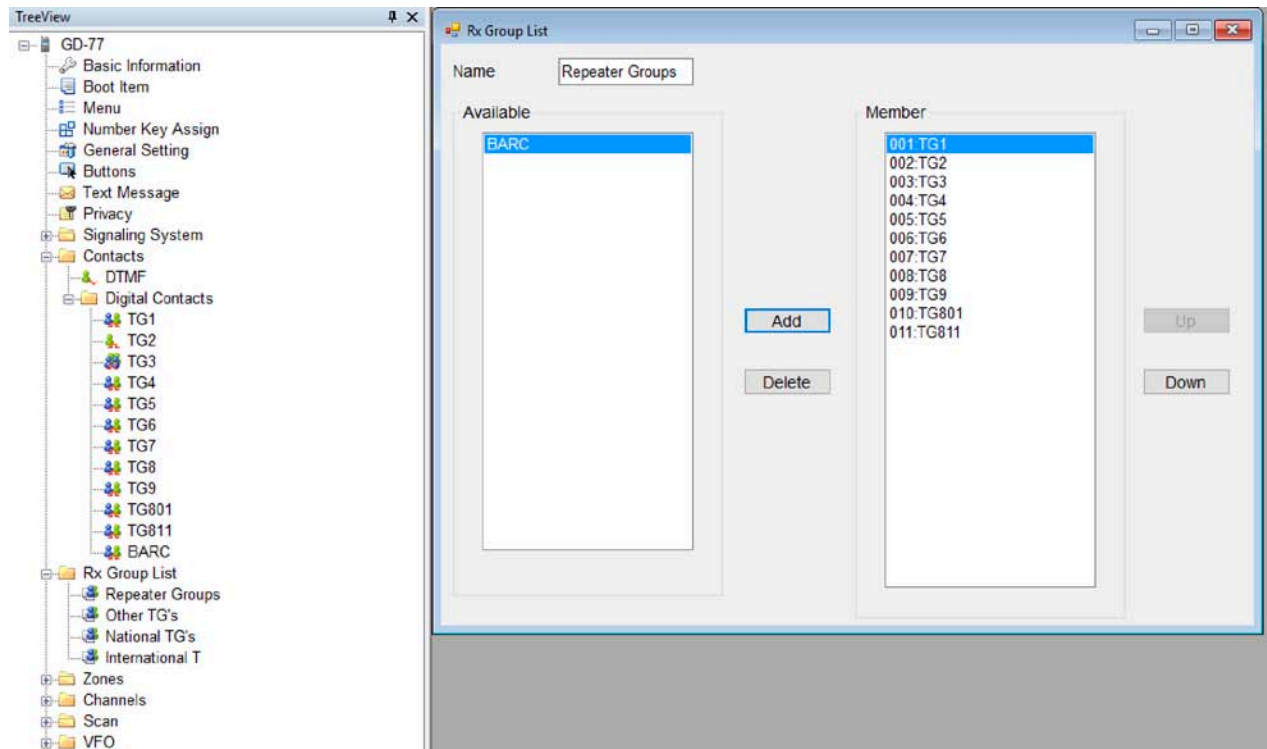 TreeView
GD-77
Basic Information
Boot Item
Menu
Number Key Assign
General Setting
Buttons
Text Message
Privacy
Signaling System
Contacts
DTMF
Digital Contacts
TG1
TG2
TG3
TG4
TG5
TG6
TG7
TG8
TG9
TG801
TG811
BARC
Rx Group List
Repeater Groups
Other TG's
National TG's
International T
Zones
Channels
Scan
VFO
Rx Group List
Name Repeater Groups
Available
BARC
Add
Delete
Member
001:TG1
002:TG2
003:TG3
004:TG4
005:TG5
006:TG6
007:TG7
008:TG8
009:TG9
010:TG801
011:TG811
Up
Down